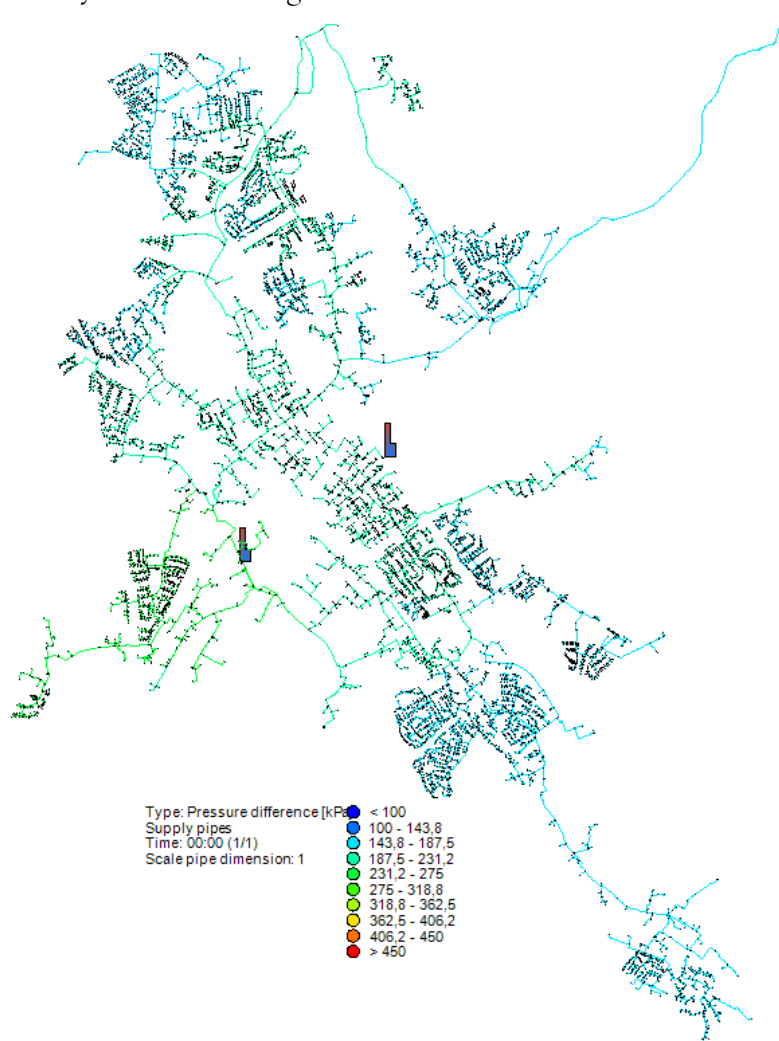 Type: Pressure difference [kPa
Supply pipes
Time: 00:00 (1/1)
Scale pipe dimension: 1
< 100
100 - 143,8
143,8 - 187,5
187,5 - 231,2
231,2 - 275
275 - 318,8
318,8 - 362,5
362,5 - 406,2
406,2 - 450
> 450